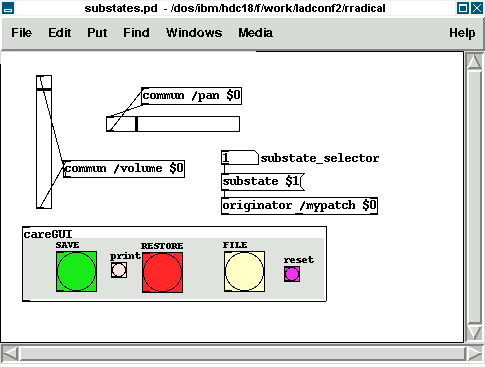 substates.pd - /dos/ibm/hdc18/f/work/ladconf2/rradical
File Edit Put Find Windows Media Help
commun /pan $0
commun /volume $0
1 substate_selector
substate $1
originator /mypatch $0
careGUI
SAVE print RESTORE FILE reset